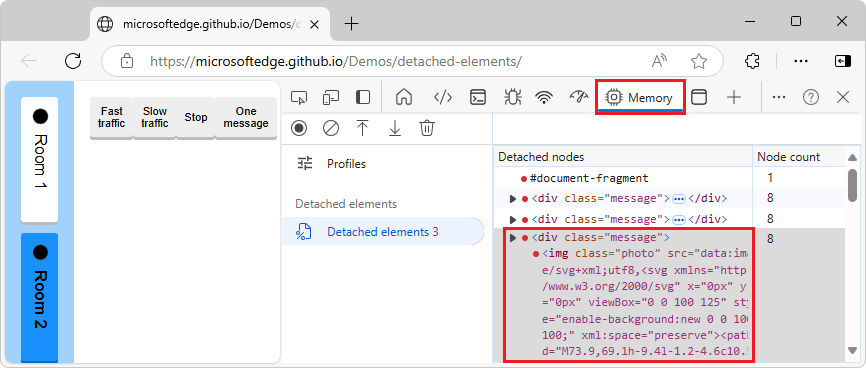 microsoftedge.github.io/Demos/d
https://microsoftedge.github.io/Demos/detached-elements/
Room 1
Room 2
Fast traffic
Slow traffic
Stop
One message
Memory
Profiles
Detached elements
Detached elements 3
Detached nodes Node count
#document-fragment 1
<div class="message"> </div> 8
<div class="message"> </div> 8
<div class="message"> 8
<img class="photo" src="data:ima
e/svg+xml;utf8,<svg xmlns="http
/www.w3.org/2000/svg" x="0px" y
="0px" viewBox="0 0 100 125" sty
e="enable-background:new 0 0 100
100;" xml:space="preserve"><path
d="M73.9,69.1h-9.4l-1.2-4.6c10.